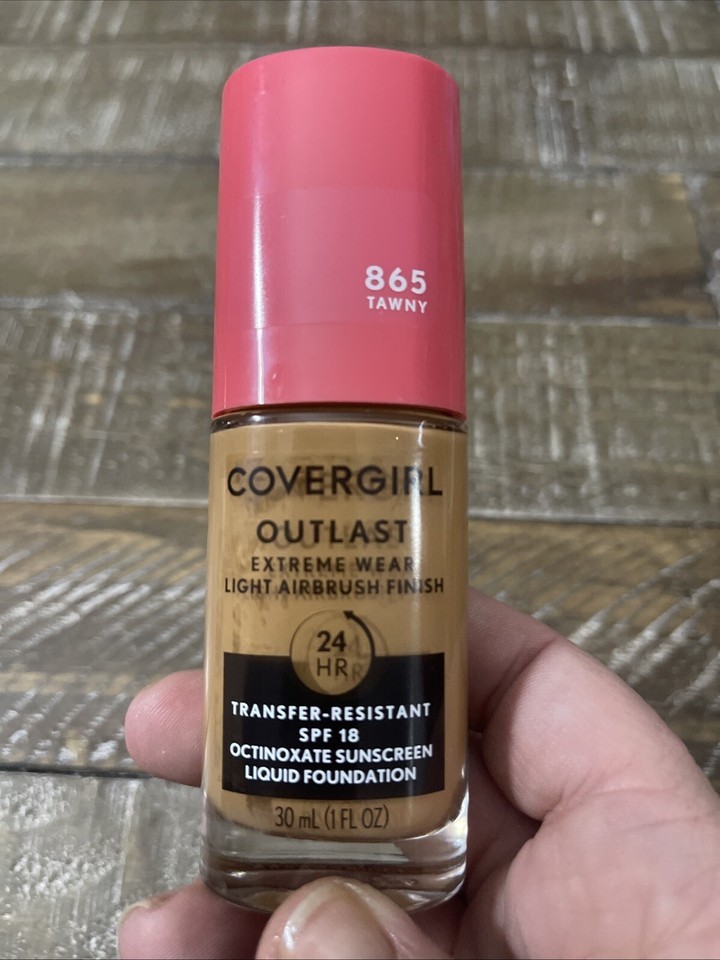 865
TAWNY
COVERGIRL
OUTLAST
EXTREME WEAR
LIGHT AIRBRUSH FINISH
24
HR
TRANSFER-RESISTANT
SPF 18
OCTINOXATE SUNSCREEN
LIQUID FOUNDATION
30 mL (1 FL OZ)